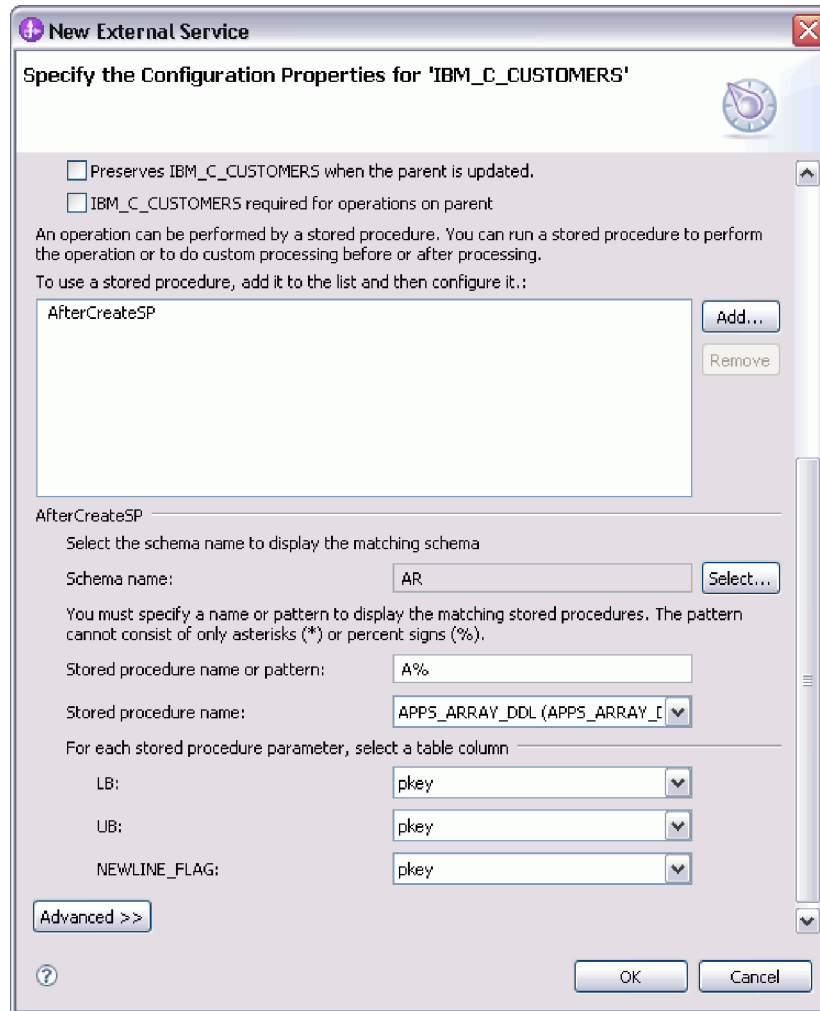 New External Service
Specify the Configuration Properties for 'IBM_C_CUSTOMERS'
Preserves IBM_C_CUSTOMERS when the parent is updated.
IBM_C_CUSTOMERS required for operations on parent
An operation can be performed by a stored procedure. You can run a stored procedure to perform
the operation or to do custom processing before or after processing.
To use a stored procedure, add it to the list and then configure it.:
AfterCreateSP
Add...
Remove
AfterCreateSP
Select the schema name to display the matching schema
Schema name: AR Select...
You must specify a name or pattern to display the matching stored procedures. The pattern
cannot consist of only asterisks (*) or percent signs (%).
Stored procedure name or pattern: A%
Stored procedure name: APPS_ARRAY_DDL (APPS_ARRAY_D
For each stored procedure parameter, select a table column
LB: pkey
UB: pkey
NEWLINE_FLAG: pkey
Advanced >>
?
OK Cancel